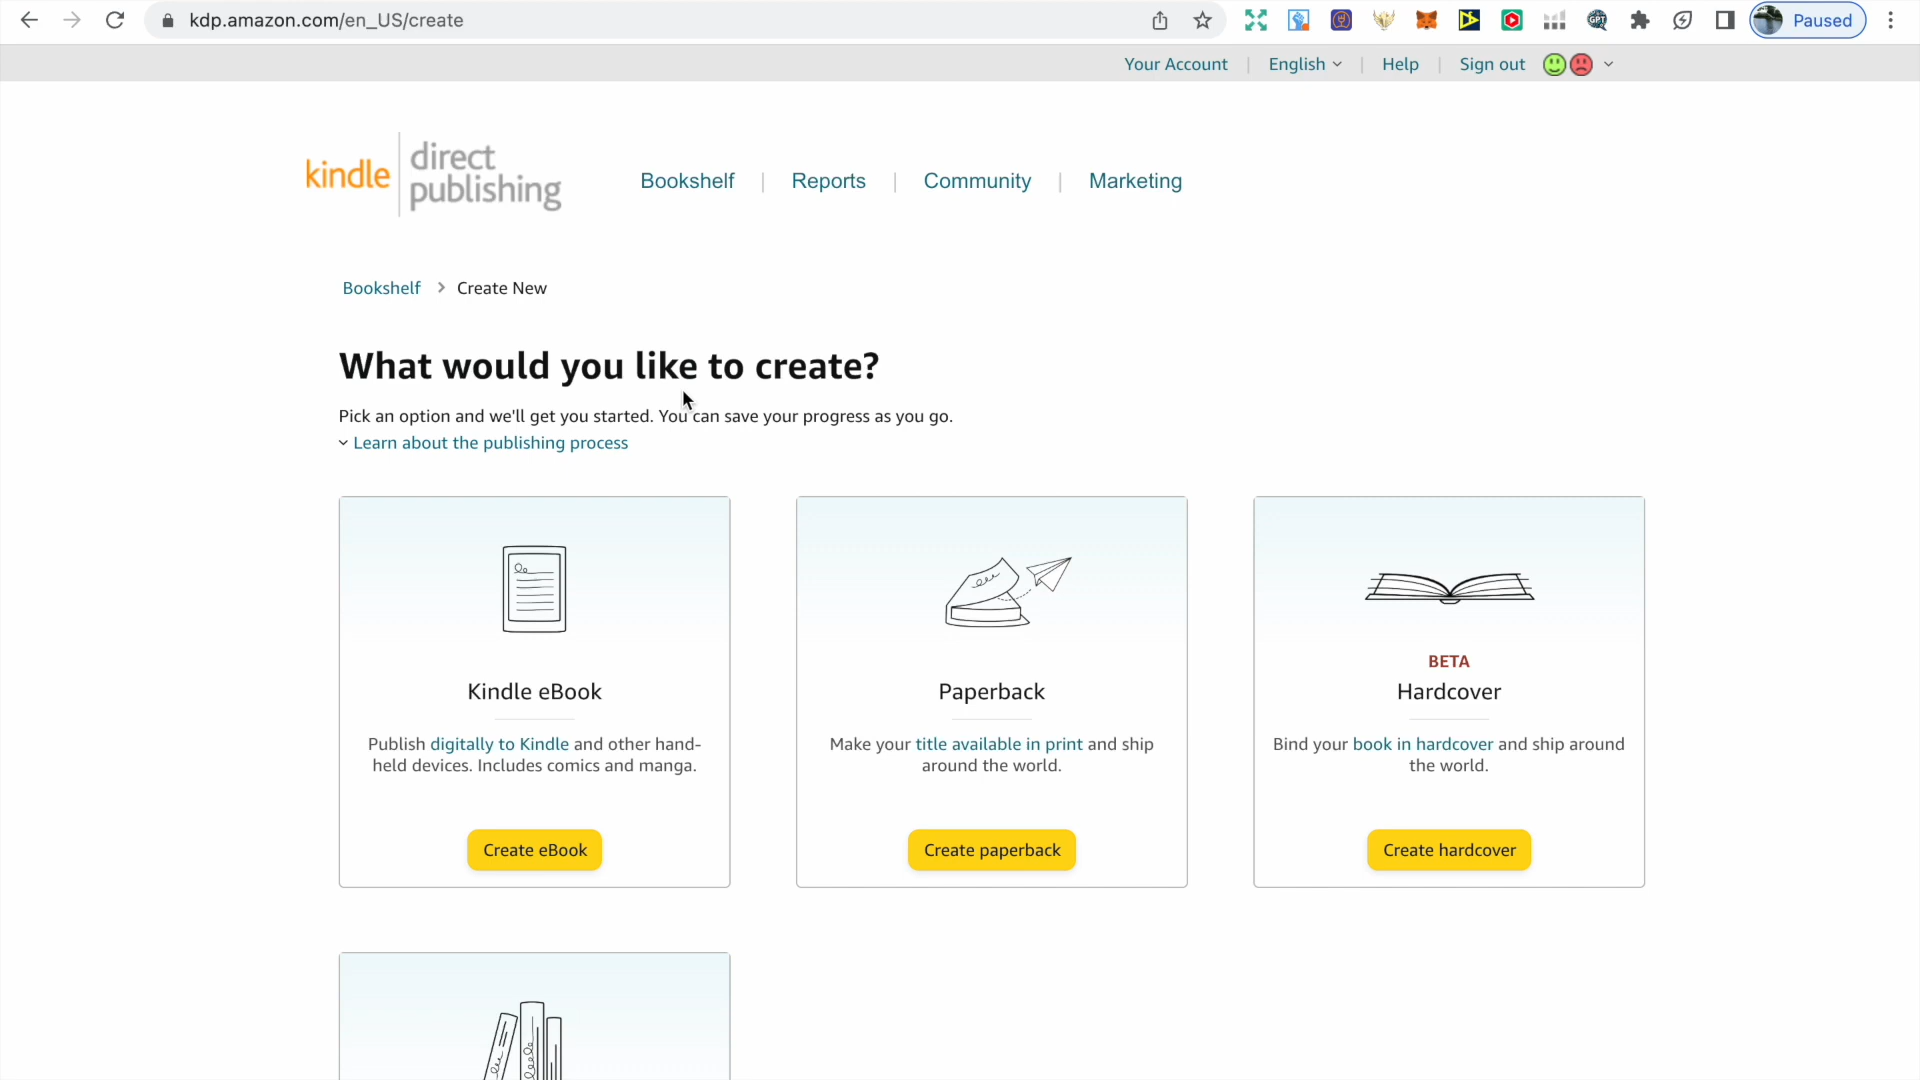 kdp.amazon.com/en_US/create
GPT
Paused
Your Account
English
Help
Sign out
kindle direct publishing
Bookshelf
Reports
Community
Marketing
Bookshelf
Create New
What would you like to create?
Pick an option and we'll get you started. You can save your progress as you go.
Learn about the publishing process
Kindle eBook
Publish digitally to Kindle and other hand-
held devices. Includes comics and manga.
Create eBook
Paperback
Make your title available in print and ship
around the world.
Create paperback
BETA
Hardcover
Bind your book in hardcover and ship around
the world.
Create hardcover